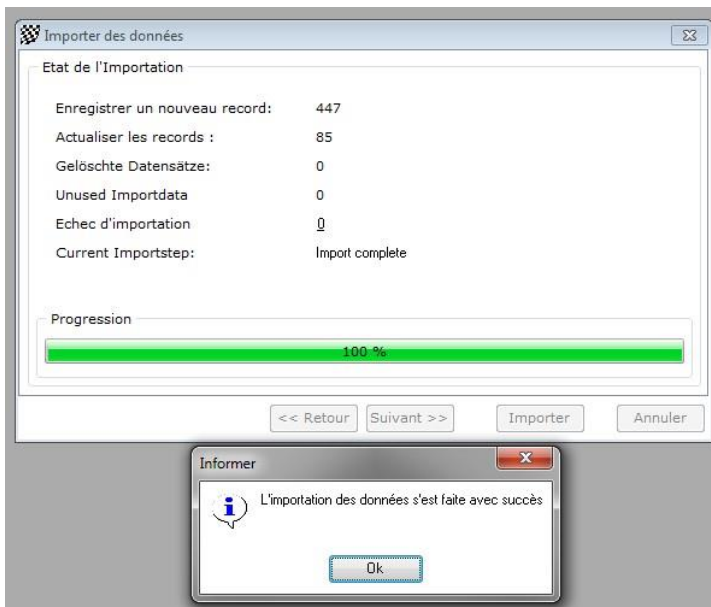 Importer des données
Etat de l'Importation
Enregistrer un nouveau record: 447
Actualiser les records : 85
Gelöschte Datensätze: 0
Unused Importdata 0
Echec d'importation 0
Current Importstep: Import complete
Progression
100 %
<< Retour Suivant >> Importer Annuler
Informer
L'importation des données s'est faite avec succès
Ok